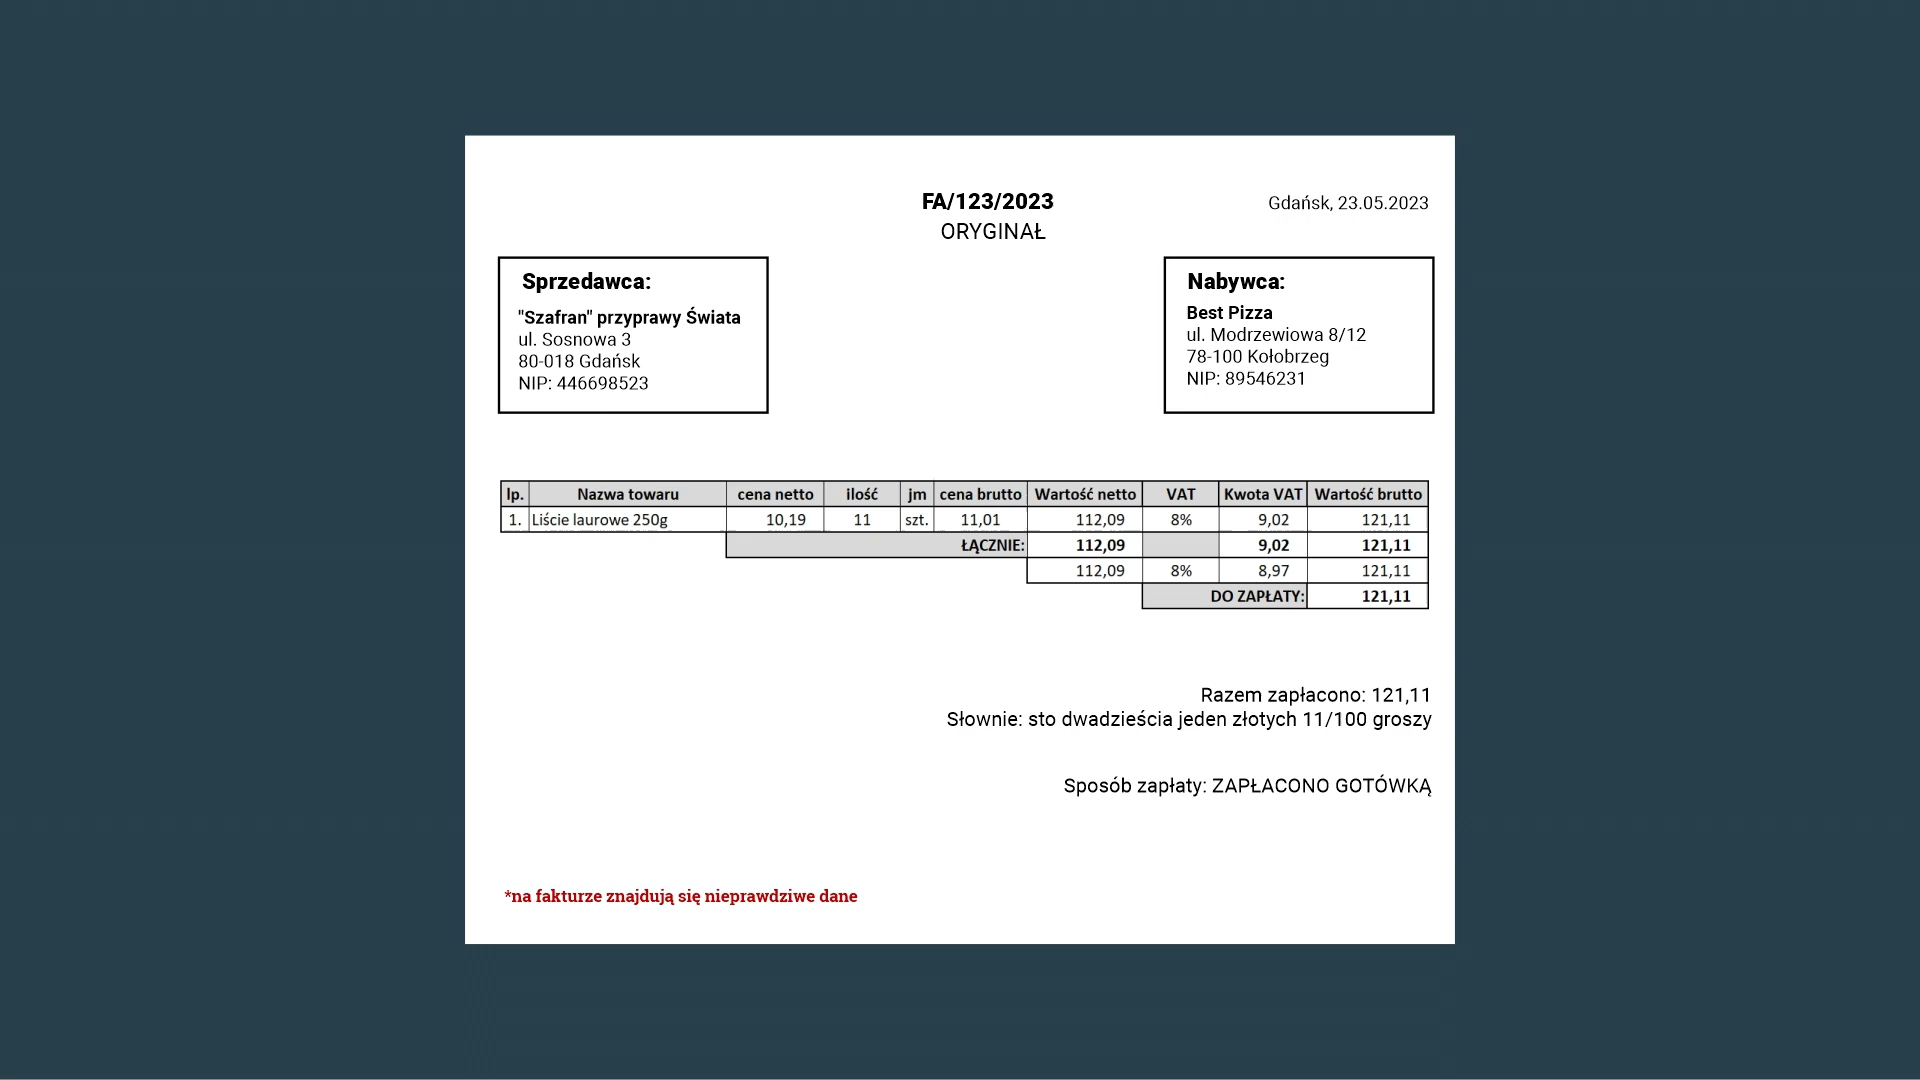 FA/123/2023
Gdańsk, 23.05.2023
ORYGINAŁ
Sprzedawca:
"Szafran" przyprawy Świata
ul. Sosnowa 3
80-018 Gdańsk
NIP: 446698523
Nabywca:
Best Pizza
ul. Modrzewiowa 8/12
78-100 Kołobrzeg
NIP: 89546231
lp. Nazwa towaru cena netto ilość jm cena brutto Wartość netto VAT Kwota VAT Wartość brutto
1. Liście laurowe 250g 10,19 11 szt. 11,01 112,09 8% 9,02 121,11
ŁĄCZNIE: 112,09 9,02 121,11
112,09 8% 8,97 121,11
DO ZAPŁATY: 121,11
Razem zapłacono: 121,11
Słownie: sto dwadzieścia jeden złotych 11/100 groszy
Sposób zapłaty: ZAPŁACONO GOTÓWKĄ
*na fakturze znajdują się nieprawdziwe dane